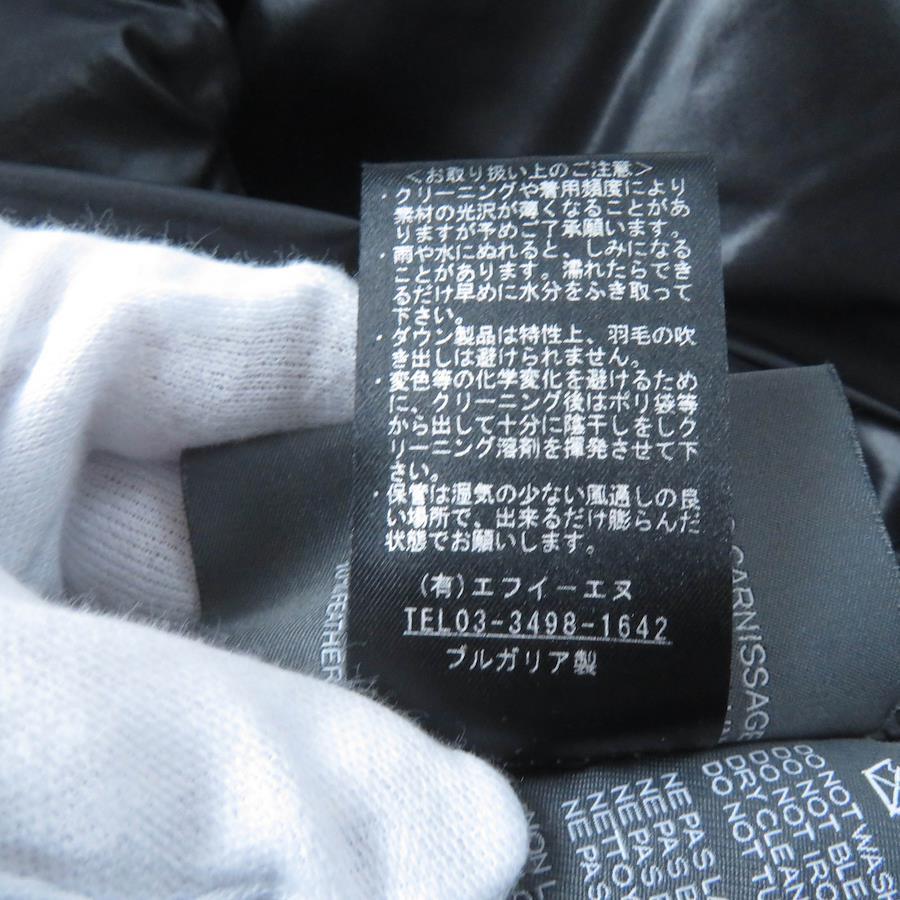 ＜お取り扱い上のご注意＞
・クリーニングや着用頻度により
素材の光沢が薄くなることがあ
りますが予めご了承願います。
・雨や水にぬれると、しみになる
ことがあります。濡れたらでき
るだけ早めに水分をふき取って
下さい。
・ダウン製品は特性上、羽毛の吹
き出しは避けられません。
・変色等の化学変化を避けるため
に、クリーニング後はポリ袋等
から出して十分に陰干しをしク
リーニング溶剤を揮発させて下
さい。
・保管は湿気の少ない風通しの良
い場所で、出来るだけ膨らんだ
状態でお願いします。
(有)エフイーエヌ
TEL03-3498-1642
ブルガリア製
FEATHER
CARNISSAGE
DO NOT WASH
DO NOT BLE
DO NOT IRO
DRY CLEAN
DO NOT TU
NE PAS L
NE PAS
NE PAS
NET
NE PAS